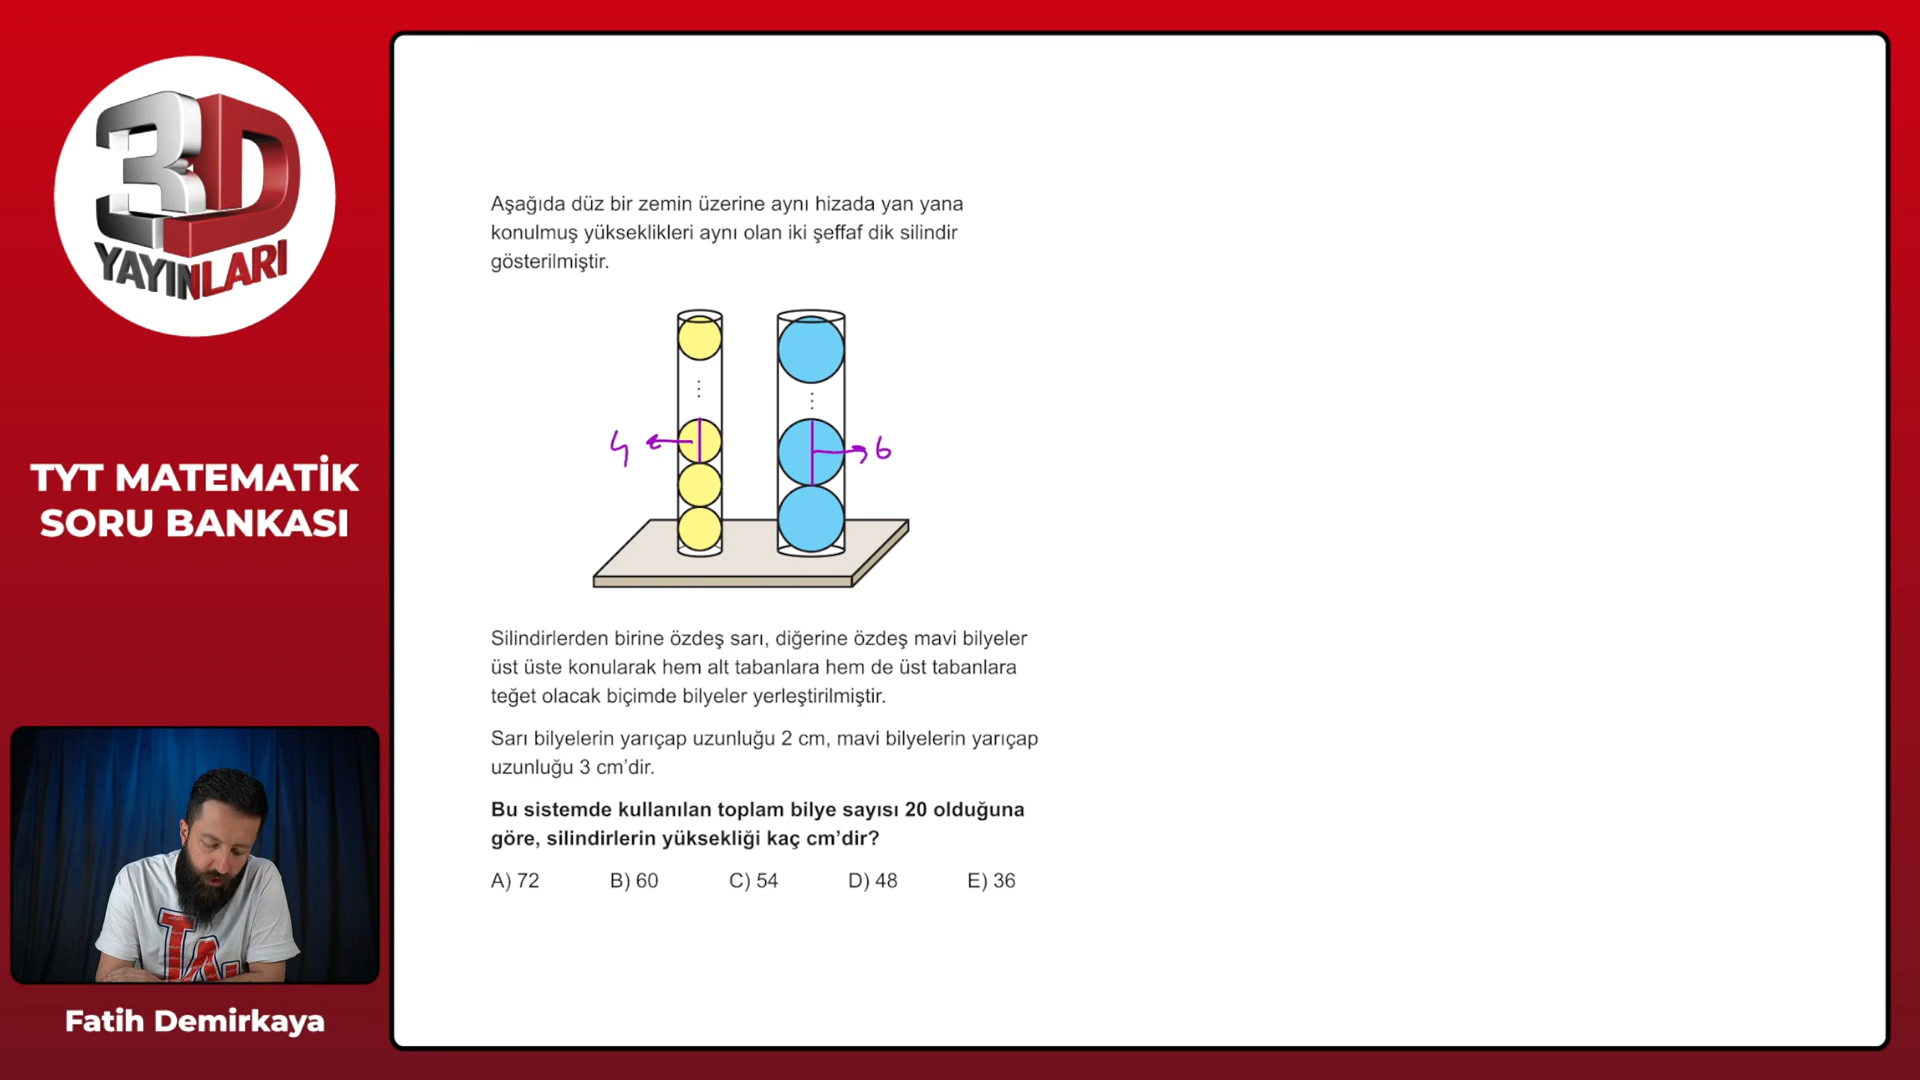 3D
YAYINLARI
TYT MATEMATİK
SORU BANKASI
Fatih Demirkaya
Aşağıda düz bir zemin üzerine aynı hizada yan yana
konulmuş yükseklikleri aynı olan iki şeffaf dik silindir
gösterilmiştir.
4
6
Silindirlerden birine özdeş sarı, diğerine özdeş mavi bilyeler
üst üste konularak hem alt tabanlara hem de üst tabanlara
teğet olacak biçimde bilyeler yerleştirilmiştir.
Sarı bilyelerin yarıçap uzunluğu 2 cm, mavi bilyelerin yarıçap
uzunluğu 3 cm'dir.
Bu sistemde kullanılan toplam bilye sayısı 20 olduğuna
göre, silindirlerin yüksekliği kaç cm'dir?
A) 72 B) 60 C) 54 D) 48 E) 36